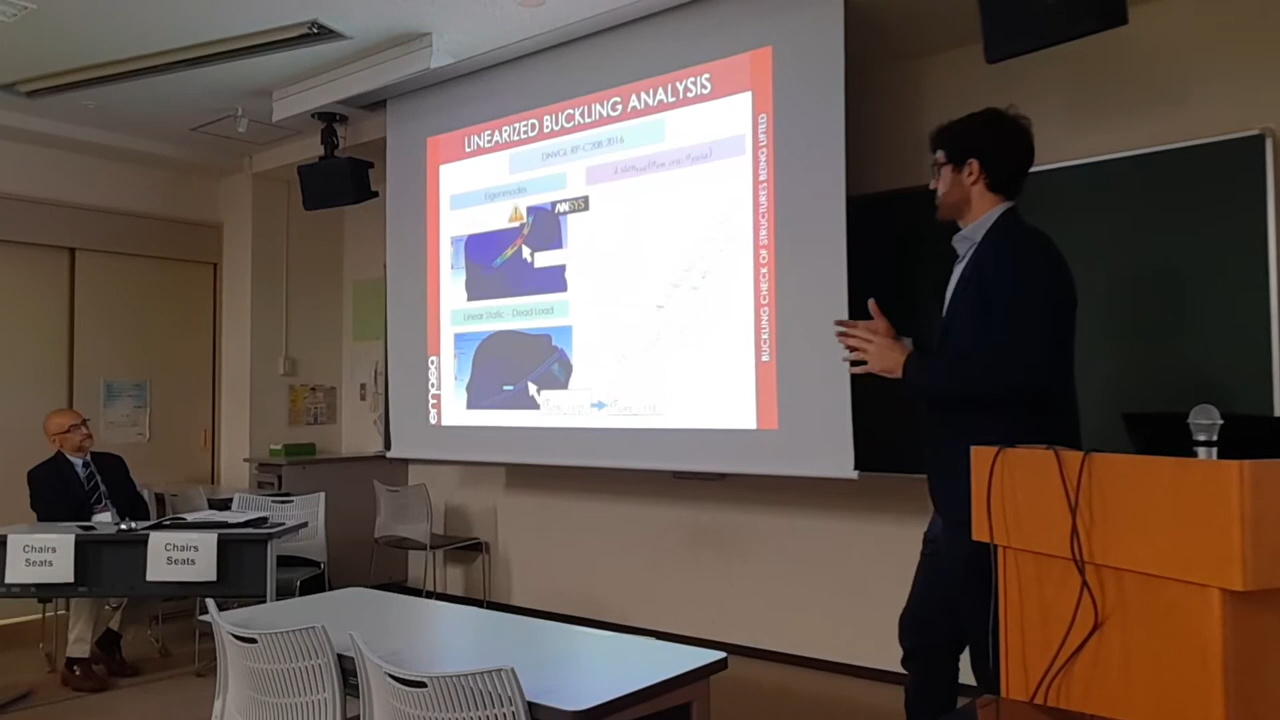 LINEARIZED BUCKLING ANALYSIS
DNVGL-RP-C208:2016
Eigenmodes
ANSYS
Linear Static - Dead Load
BUCKLING CHECK OF STRUCTURES BEING LIFTED
Chairs
Seats
Chairs
Seats